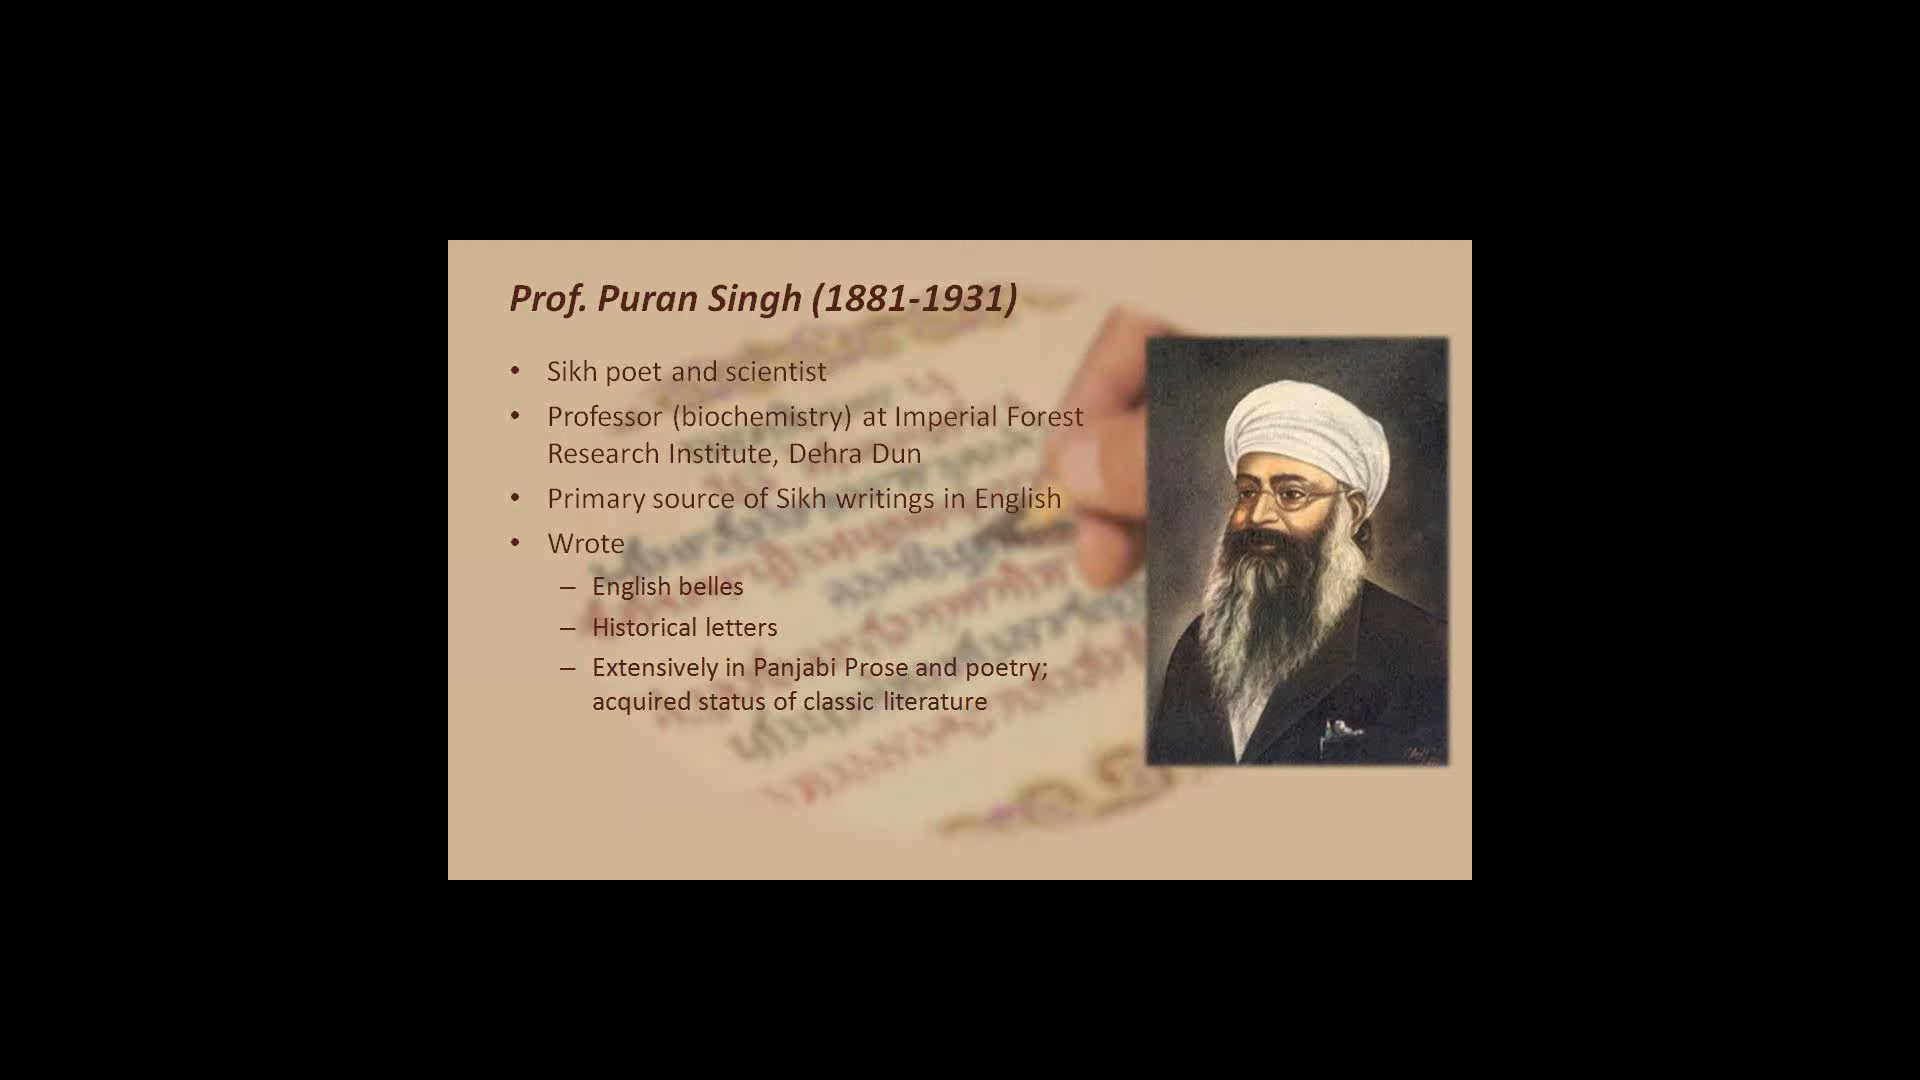 Prof. Puran Singh (1881-1931)
• Sikh poet and scientist
• Professor (biochemistry) at Imperial Forest
Research Institute, Dehra Dun
• Primary source of Sikh writings in English
• Wrote
– English belles
– Historical letters
– Extensively in Panjabi Prose and poetry;
acquired status of classic literature